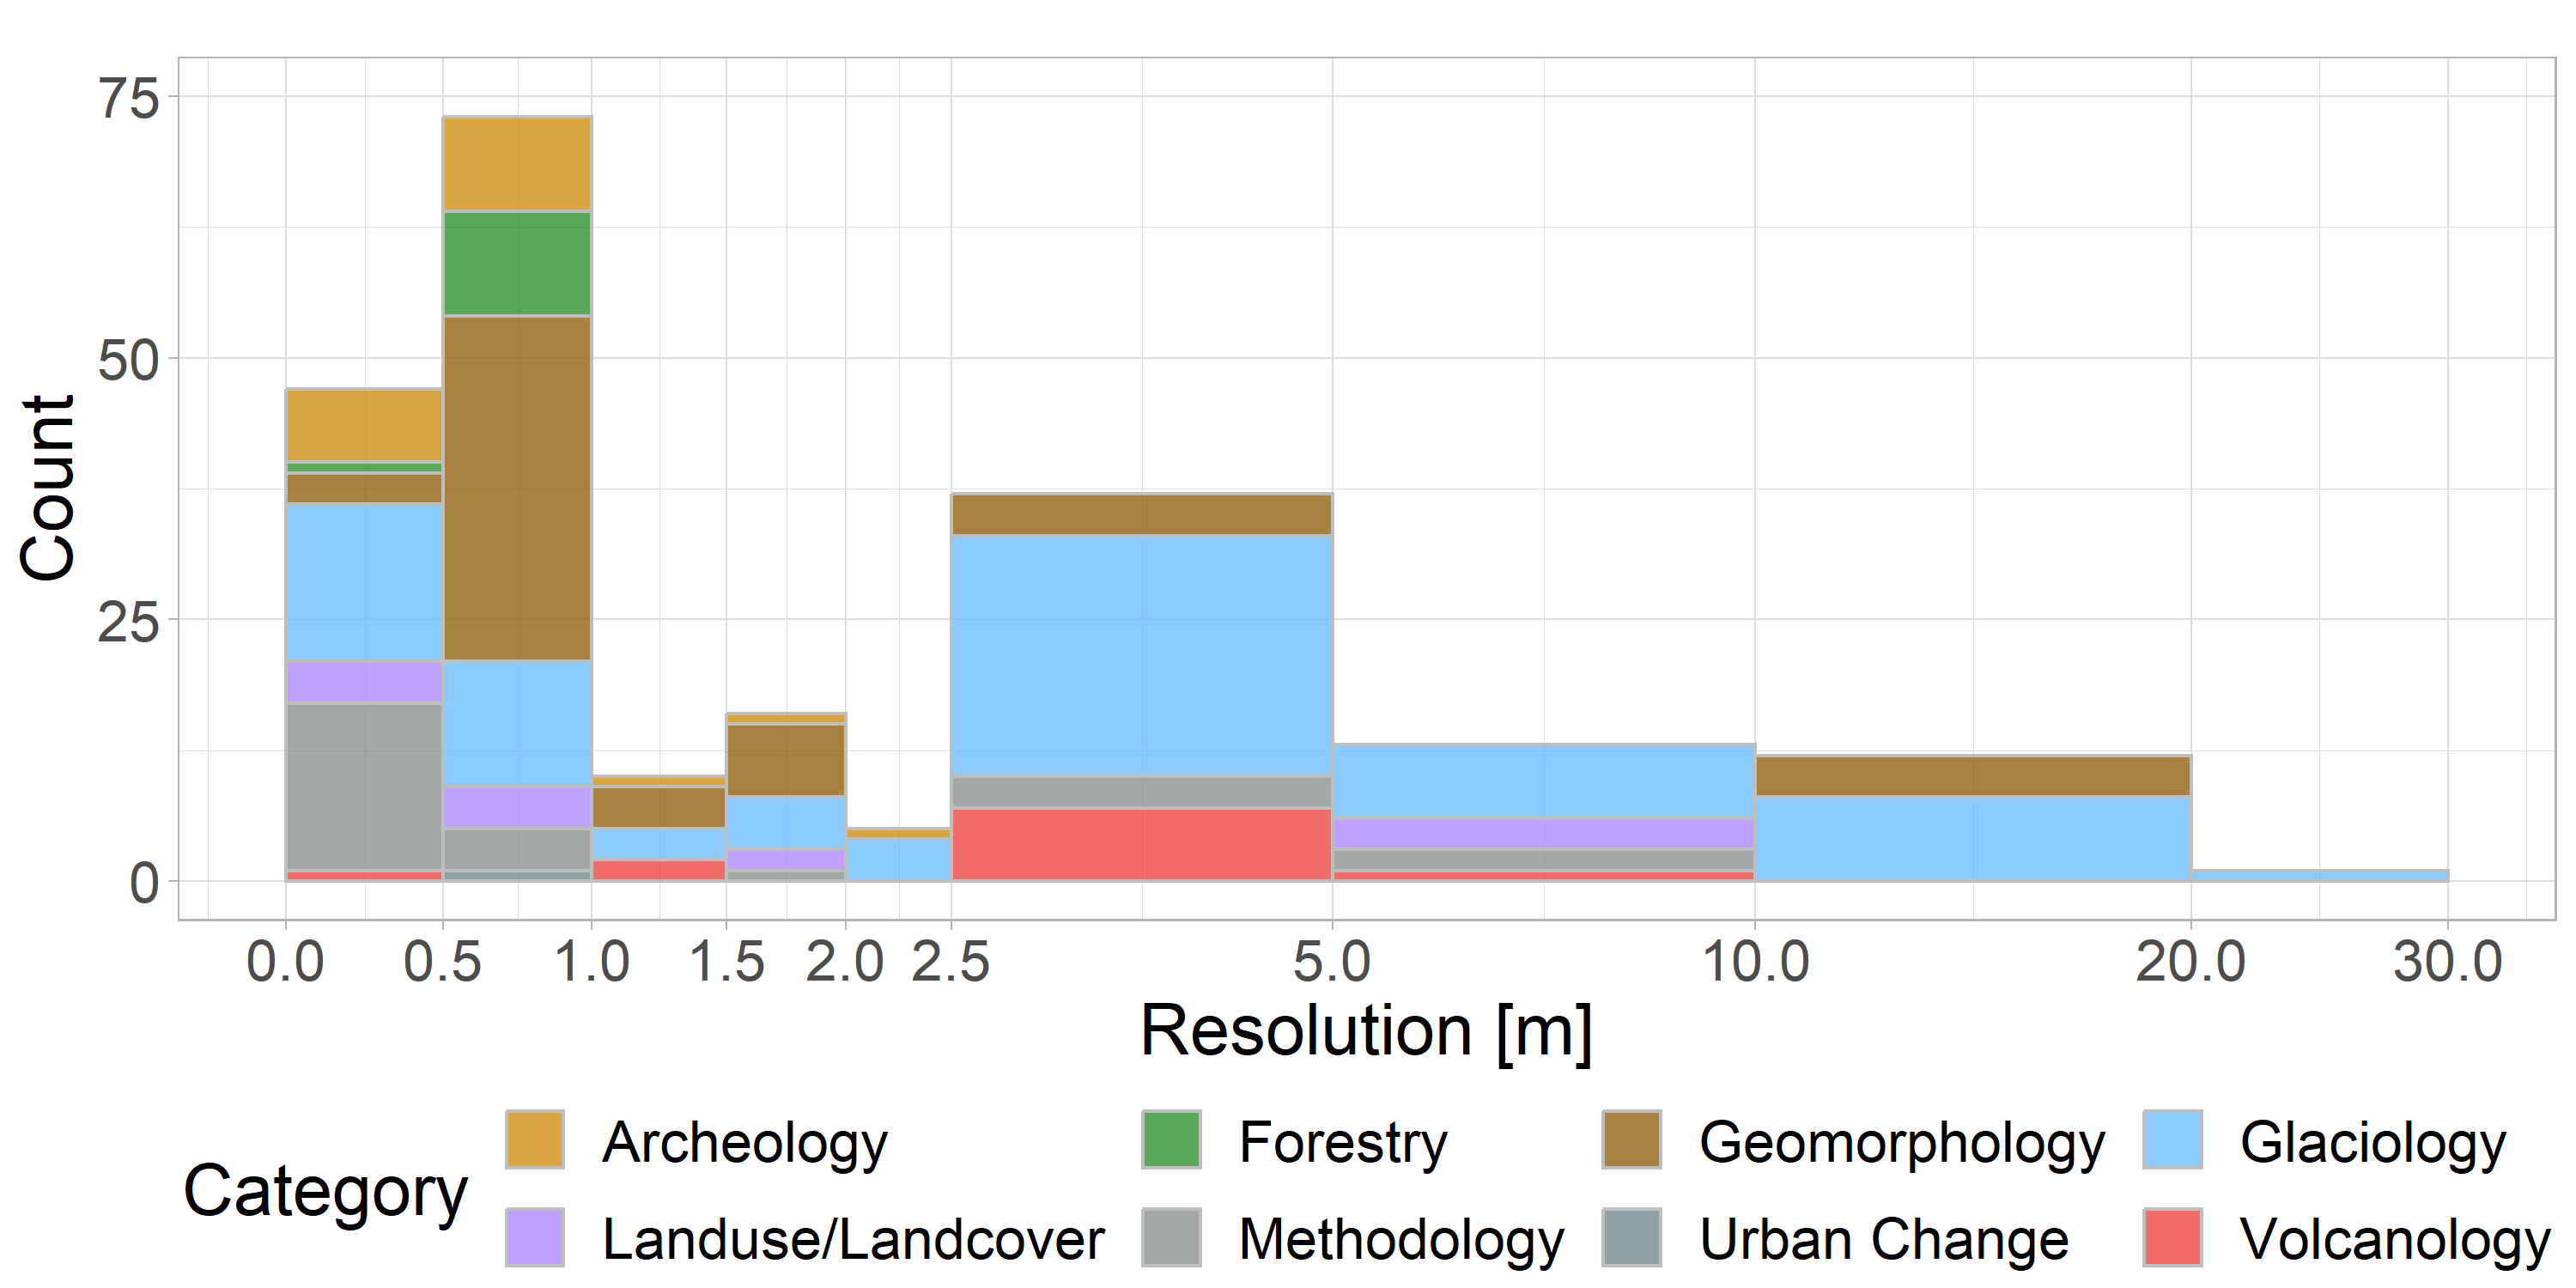 75
50
25
0
Count
0.0 0.5 1.0 1.5 2.0 2.5 5.0 10.0 20.0 30.0
Resolution [m]
Category
Archeology Forestry Geomorphology Glaciology
Landuse/Landcover Methodology Urban Change Volcanology